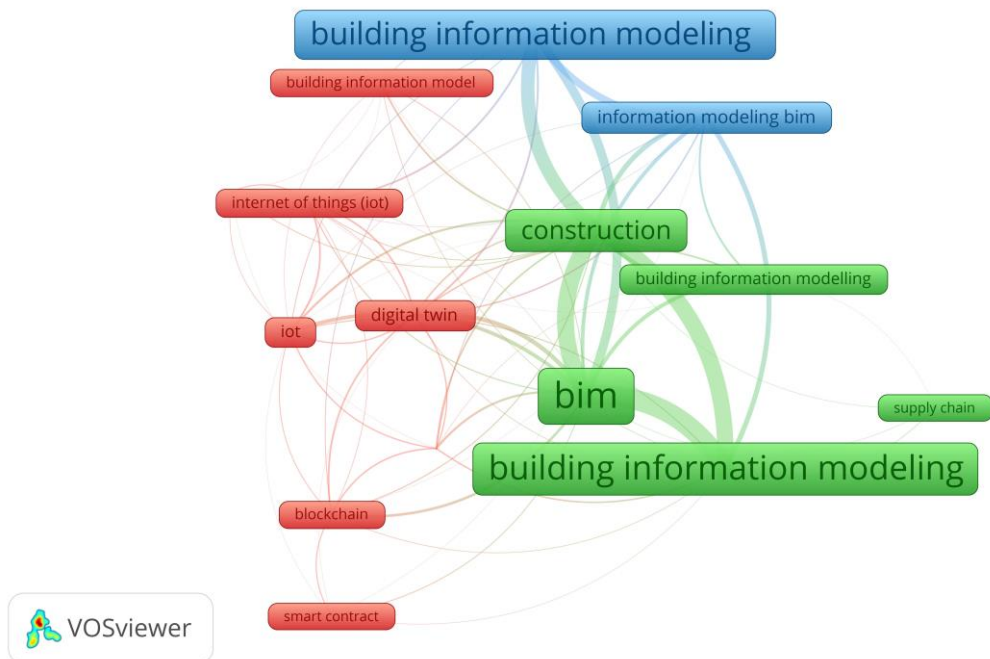 building information modeling
building information model
information modeling bim
internet of things (iot)
construction
building information modelling
digital twin
iot
bim
supply chain
building information modeling
blockchain
smart contract
VOSviewer